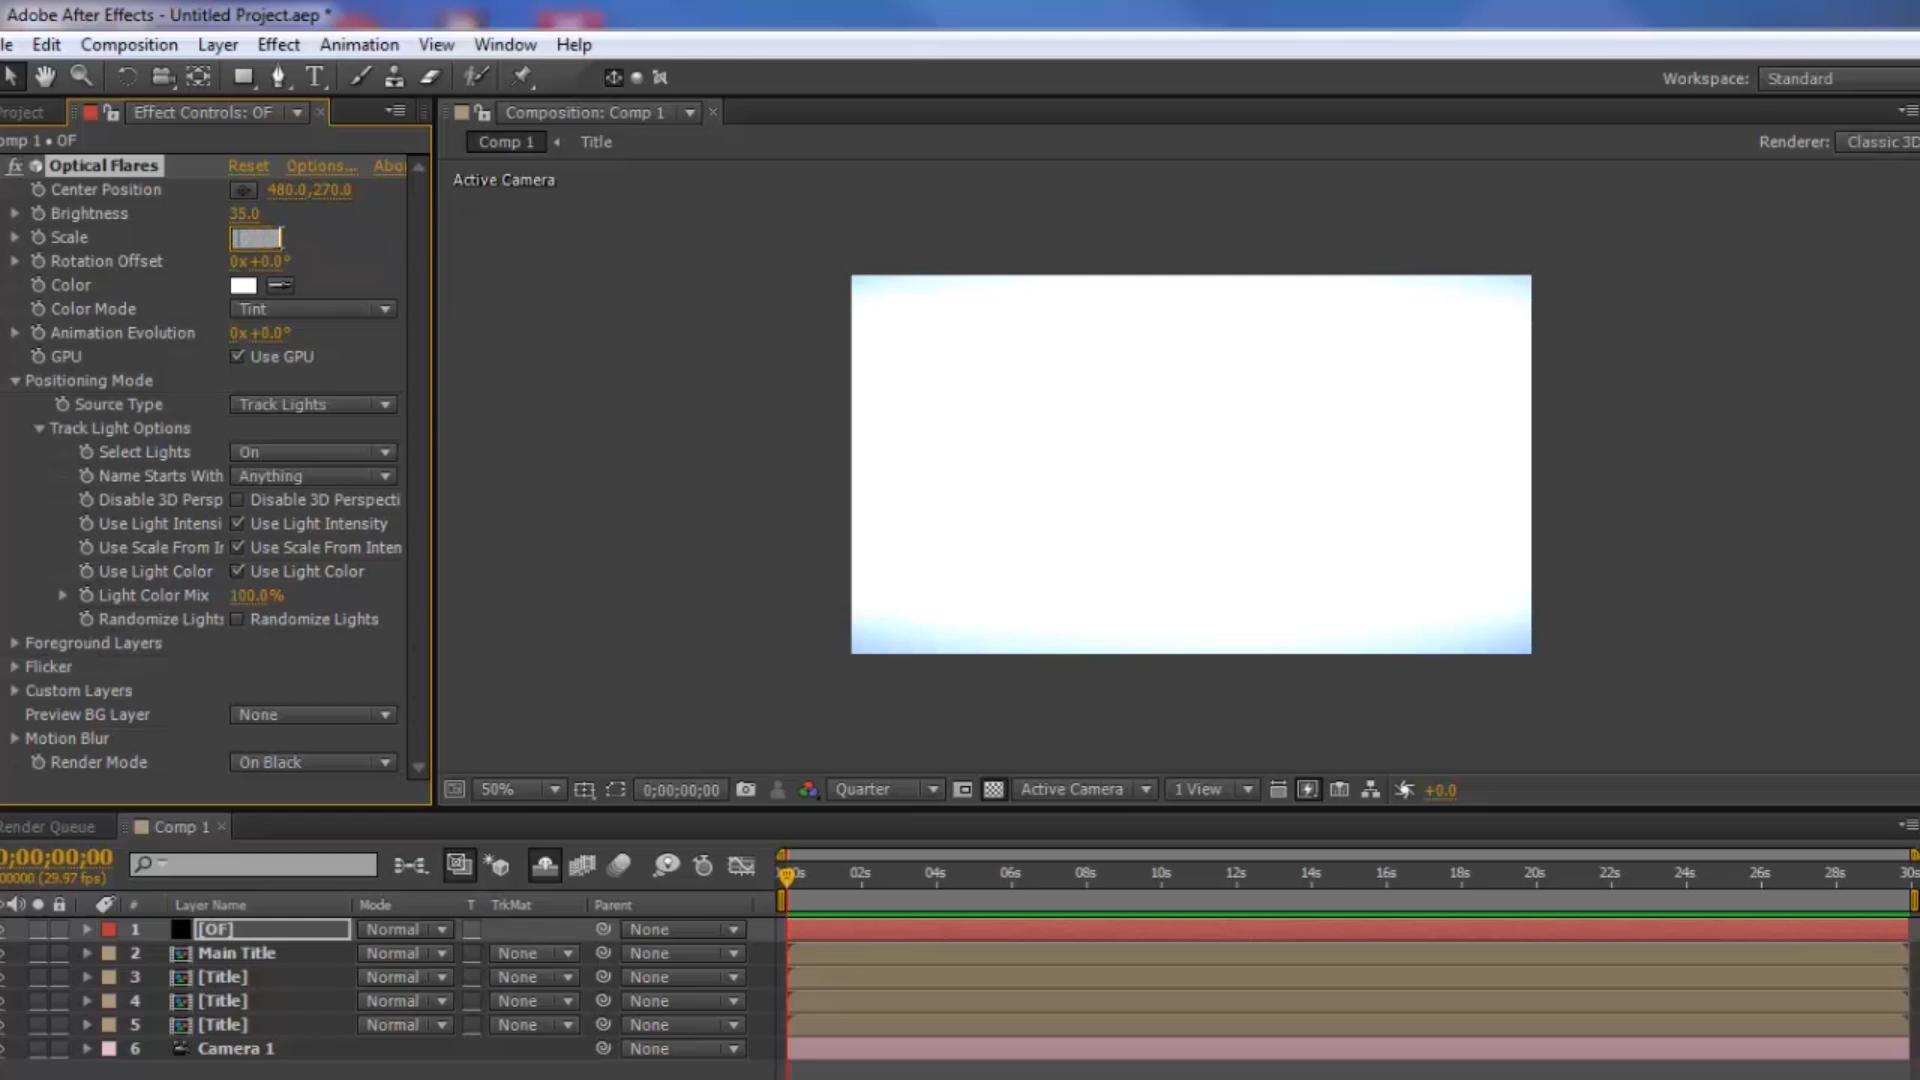 Adobe After Effects - Untitled Project.aep *
le Edit Composition Layer Effect Animation View Window Help
Workspace: Standard
roject Effect Controls: OF
omp 1 • OF
fx Optical Flares Reset Options... Abo
Center Position 480.0,270.0
Brightness 35.0
Scale
Rotation Offset 0x+0.0°
Color
Color Mode Tint
Animation Evolution 0x+0.0°
GPU Use GPU
Positioning Mode
Source Type Track Lights
Track Light Options
Select Lights On
Name Starts With Anything
Disable 3D Persp Disable 3D Perspecti
Use Light Intensi Use Light Intensity
Use Scale From Ir Use Scale From Inten
Use Light Color Use Light Color
Light Color Mix 100.0%
Randomize Lights Randomize Lights
Foreground Layers
Flicker
Custom Layers
Preview BG Layer None
Motion Blur
Render Mode On Black
Composition: Comp 1
Comp 1 Title
Renderer: Classic 3D
Active Camera
50% 0;00;00;00 Quarter Active Camera 1 View +0.0
Render Queue Comp 1
0;00;00;00
00000 (29.97 fps)
0s 02s 04s 06s 08s 10s 12s 14s 16s 18s 20s 22s 24s 26s 28s 30s
# Layer Name Mode T TrkMat Parent
1 [OF] Normal None
2 Main Title Normal None None
3 [Title] Normal None None
4 [Title] Normal None None
5 [Title] Normal None None
6 Camera 1 None